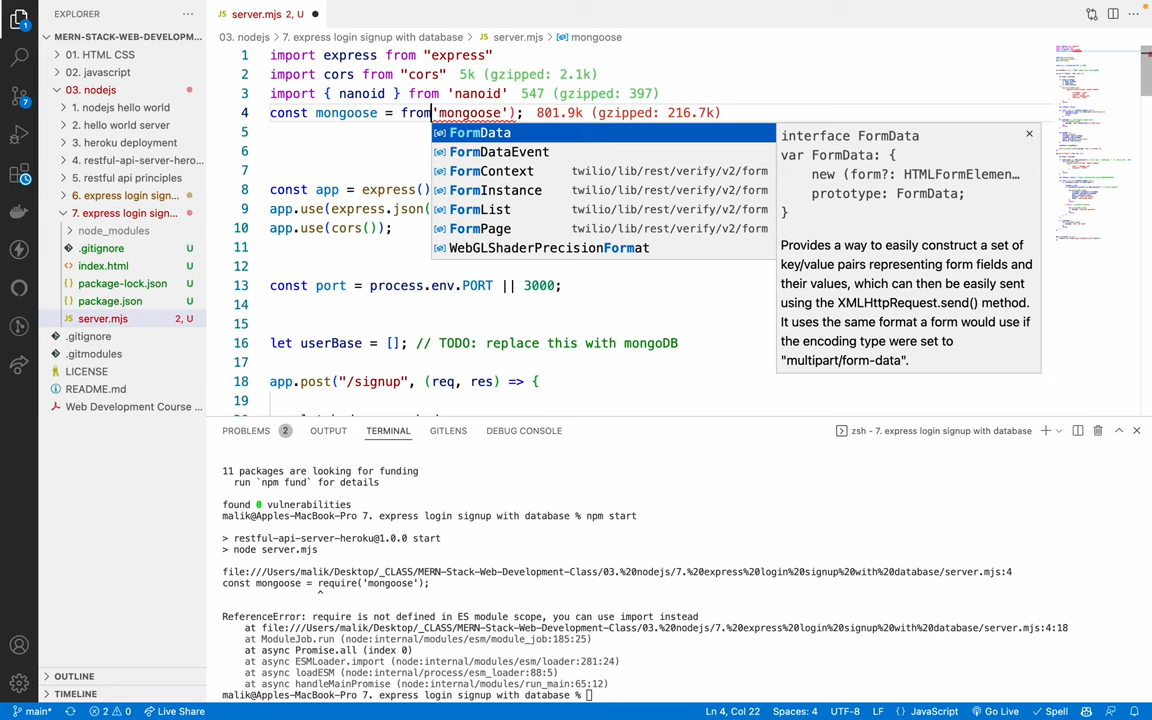 EXPLORER
MERN-STACK-WEB-DEVELOPM...
01. HTML CSS
02. javascript
03. nodejs
1. nodejs hello world
2. hello world server
3. heroku deployment
4. restful-api-server-hero...
5. restful api principles
6. express login signup...
7. express login sign...
node_modules
.gitignore U
index.html U
package-lock.json U
package.json U
JS server.mjs 2, U
.gitignore
.gitmodules
LICENSE
README.md
Web Development Course ...
OUTLINE
TIMELINE
JS server.mjs 2, U
03. nodejs > 7. express login signup with database > JS server.mjs > mongoose
1 import express from "express"
2 import cors from "cors" 5k (gzipped: 2.1k)
3 import { nanoid } from 'nanoid' 547 (gzipped: 397)
4 const mongoose = from'mongoose'); 801.9k (gzipped: 216.7k)
5
6
7
8 const app = express()
9 app.use(express.json(
10 app.use(cors());
11
12
13 const port = process.env.PORT || 3000;
14
15
16 let userBase = []; // TODO: replace this with mongoDB
17
18 app.post("/signup", (req, res) => {
19
FormData
FormDataEvent
FormContext twilio/lib/rest/verify/v2/form
FormInstance twilio/lib/rest/verify/v2/form
FormList twilio/lib/rest/verify/v2/form
FormPage twilio/lib/rest/verify/v2/form
WebGLShaderPrecisionFormat
interface FormData
var FormData: {
new (form?: HTMLFormElemen…
prototype: FormData;
}
Provides a way to easily construct a set of
key/value pairs representing form fields and
their values, which can then be easily sent
using the XMLHttpRequest.send() method.
It uses the same format a form would use if
the encoding type were set to
"multipart/form-data".
PROBLEMS 2 OUTPUT TERMINAL GITLENS DEBUG CONSOLE
zsh - 7. express login signup with database
11 packages are looking for funding
run `npm fund` for details
found 0 vulnerabilities
malik@Apples-MacBook-Pro 7. express login signup with database % npm start
> restful-api-server-heroku@1.0.0 start
> node server.mjs
file:///Users/malik/Desktop/_CLASS/MERN-Stack-Web-Development-Class/03.%20nodejs/7.%20express%20login%20signup%20with%20database/server.mjs:4
const mongoose = require('mongoose');
^
ReferenceError: require is not defined in ES module scope, you can use import instead
at file:///Users/malik/Desktop/_CLASS/MERN-Stack-Web-Development-Class/03.%20nodejs/7.%20express%20login%20signup%20with%20database/server.mjs:4:18
at ModuleJob.run (node:internal/modules/esm/module_job:185:25)
at async Promise.all (index 0)
at async ESMLoader.import (node:internal/modules/esm/loader:281:24)
at async loadESM (node:internal/process/esm_loader:88:5)
at async handleMainPromise (node:internal/modules/run_main:65:12)
malik@Apples-MacBook-Pro 7. express login signup with database %
main* 2 0 Live Share Ln 4, Col 22 Spaces: 4 UTF-8 LF {} JavaScript Go Live Spell